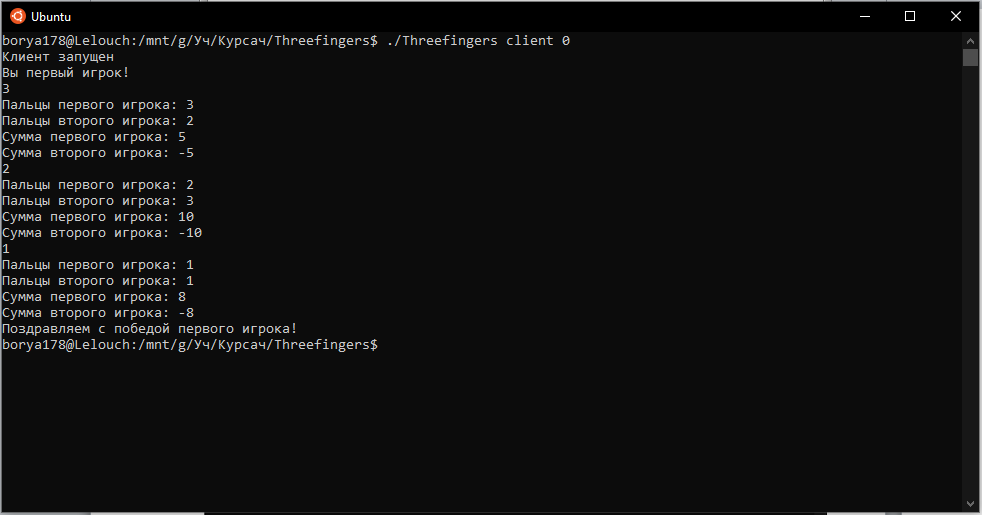 Ubuntu
borya178@Lelouch:/mnt/g/Уч/Курсач/Threefingers$ ./Threefingers client 0
Клиент запущен
Вы первый игрок!
3
Пальцы первого игрока: 3
Пальцы второго игрока: 2
Сумма первого игрока: 5
Сумма второго игрока: -5
2
Пальцы первого игрока: 2
Пальцы второго игрока: 3
Сумма первого игрока: 10
Сумма второго игрока: -10
1
Пальцы первого игрока: 1
Пальцы второго игрока: 1
Сумма первого игрока: 8
Сумма второго игрока: -8
Поздравляем с победой первого игрока!
borya178@Lelouch:/mnt/g/Уч/Курсач/Threefingers$